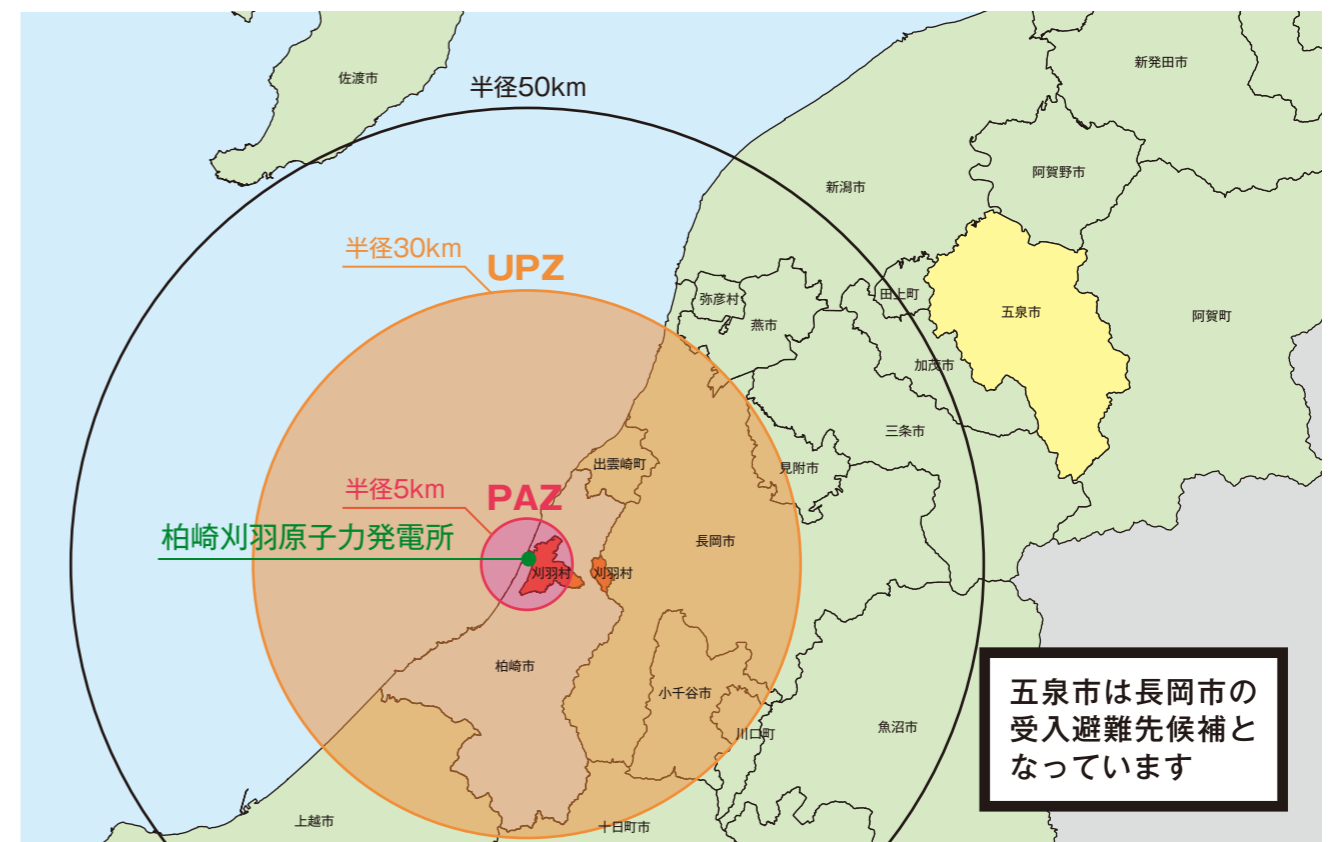 佐渡市
半径50km
新発田市
阿賀野市
新潟市
半径30km
UPZ
弥彦村
田上町
燕市
五泉市
阿賀町
加茂市
三条市
出雲崎町
見附市
半径5km
PAZ
柏崎刈羽原子力発電所
長岡市
刈羽村
刈羽村
柏崎市
小千谷市
川口町
魚沼市
上越市
十日町市
五泉市は長岡市の
受入避難先候補と
なっています